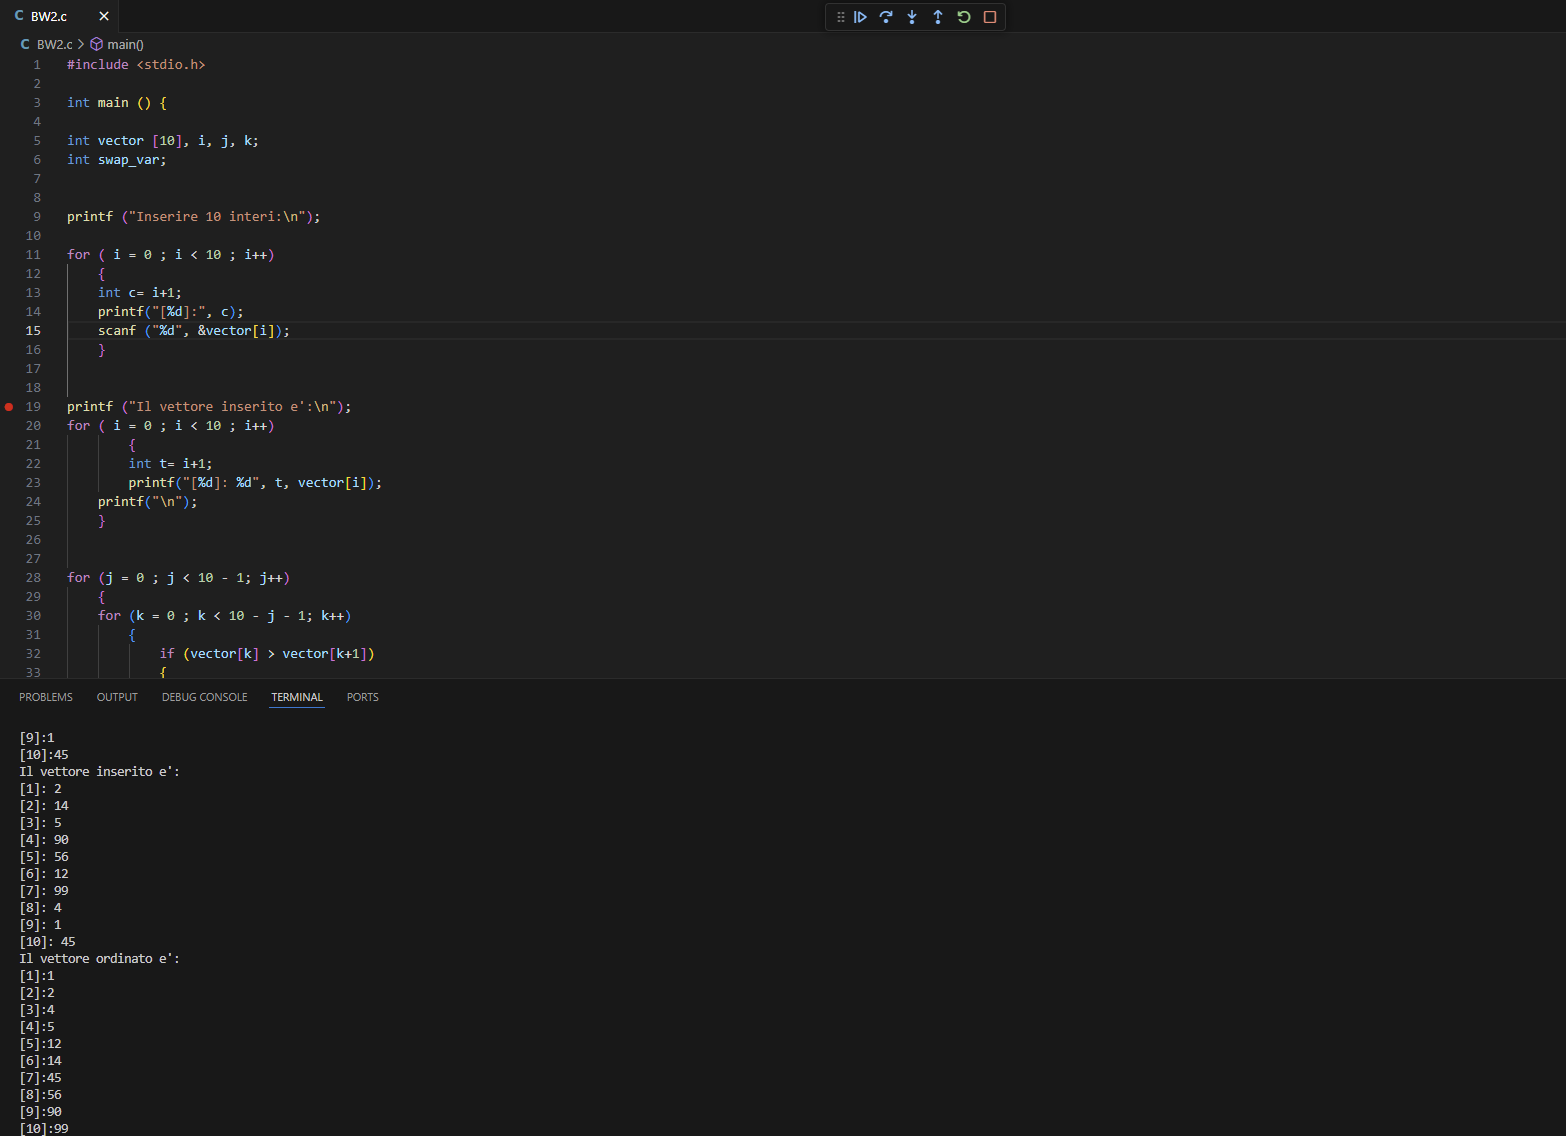 BW2.c
BW2.c > main()
1 #include <stdio.h>
2
3 int main () {
4
5 int vector [10], i, j, k;
6 int swap_var;
7
8
9 printf ("Inserire 10 interi:\n");
10
11 for ( i = 0 ; i < 10 ; i++)
12 {
13 int c= i+1;
14 printf("[%d]:", c);
15 scanf ("%d", &vector[i]);
16 }
17
18
19 printf ("Il vettore inserito e':\n");
20 for ( i = 0 ; i < 10 ; i++)
21 {
22 int t= i+1;
23 printf("[%d]: %d", t, vector[i]);
24 printf("\n");
25 }
26
27
28 for (j = 0 ; j < 10 - 1; j++)
29 {
30 for (k = 0 ; k < 10 - j - 1; k++)
31 {
32 if (vector[k] > vector[k+1])
33 {
PROBLEMS OUTPUT DEBUG CONSOLE TERMINAL PORTS
[9]:1
[10]:45
Il vettore inserito e':
[1]: 2
[2]: 14
[3]: 5
[4]: 90
[5]: 56
[6]: 12
[7]: 99
[8]: 4
[9]: 1
[10]: 45
Il vettore ordinato e':
[1]:1
[2]:2
[3]:4
[4]:5
[5]:12
[6]:14
[7]:45
[8]:56
[9]:90
[10]:99